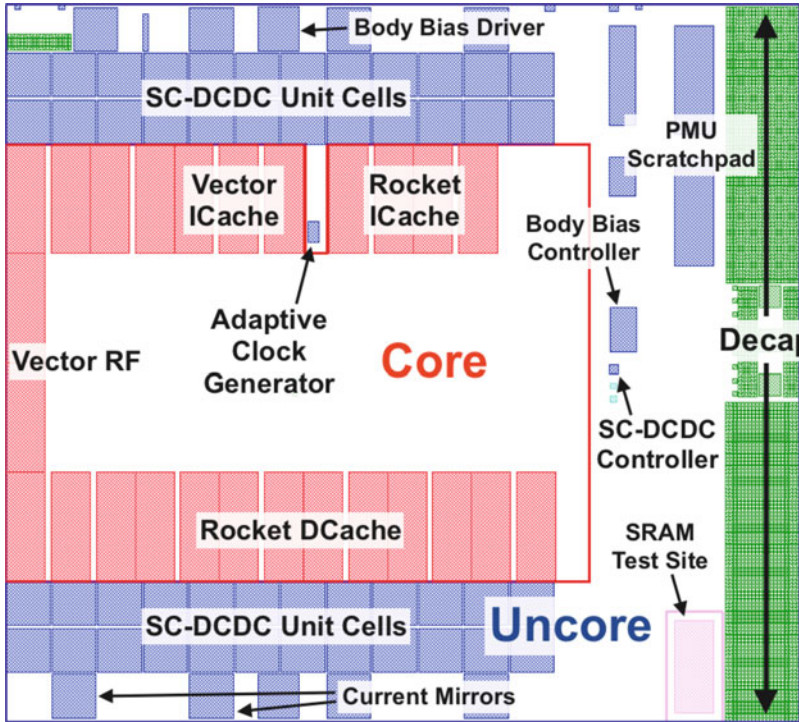 Body Bias Driver
SC-DCDC Unit Cells
PMU
Scratchpad
Vector
ICache
Rocket
ICache
Body Bias
Controller
Adaptive
Clock
Generator
Vector RF
Core
Decap
SC-DCDC
Controller
Rocket DCache
SRAM
Test Site
SC-DCDC Unit Cells
Uncore
Current Mirrors